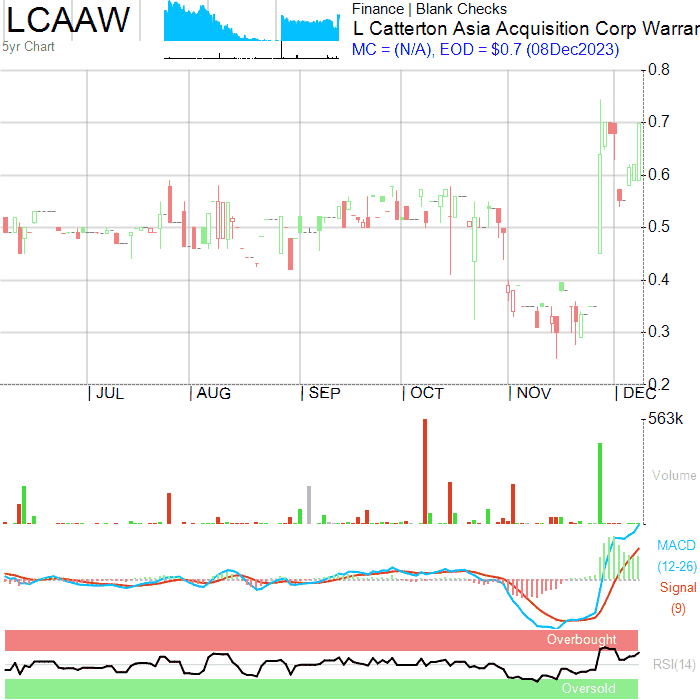 LCAAW
5yr Chart
Finance | Blank Checks
L Catterton Asia Acquisition Corp Warrar
MC = (N/A), EOD = $0.7 (08Dec2023)
0.8
0.7
0.6
0.5
0.4
0.3
0.2
JUL AUG SEP OCT NOV DEC
563k
Volume
MACD
(12-26)
Signal
(9)
Overbought
RSI(14)
Oversold